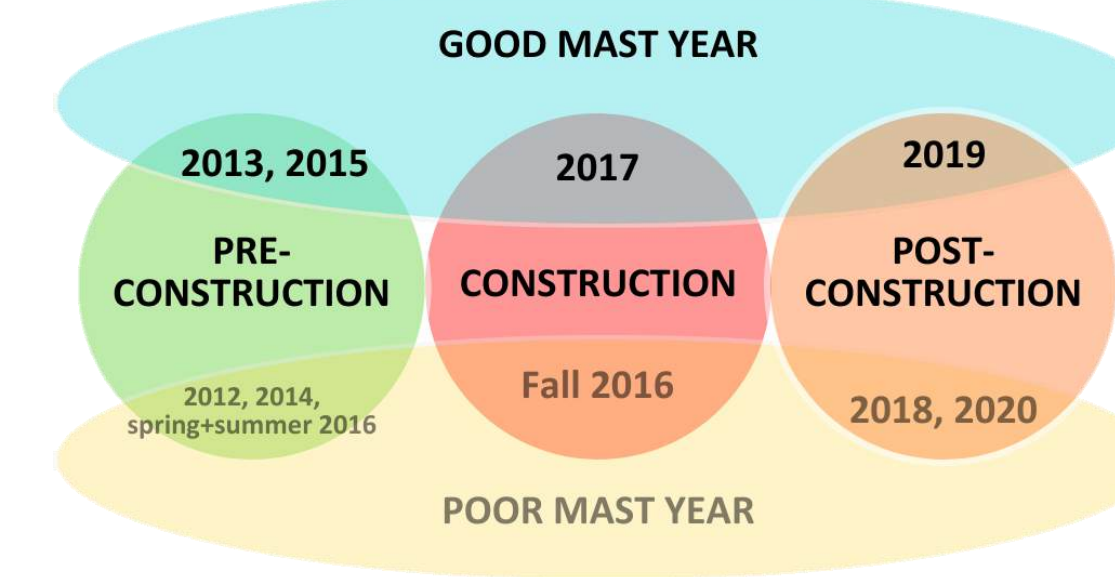 GOOD MAST YEAR
2013, 2015
2017
2019
PRE-
CONSTRUCTION
CONSTRUCTION
POST-
CONSTRUCTION
2012, 2014,
spring+summer 2016
Fall 2016
2018, 2020
POOR MAST YEAR